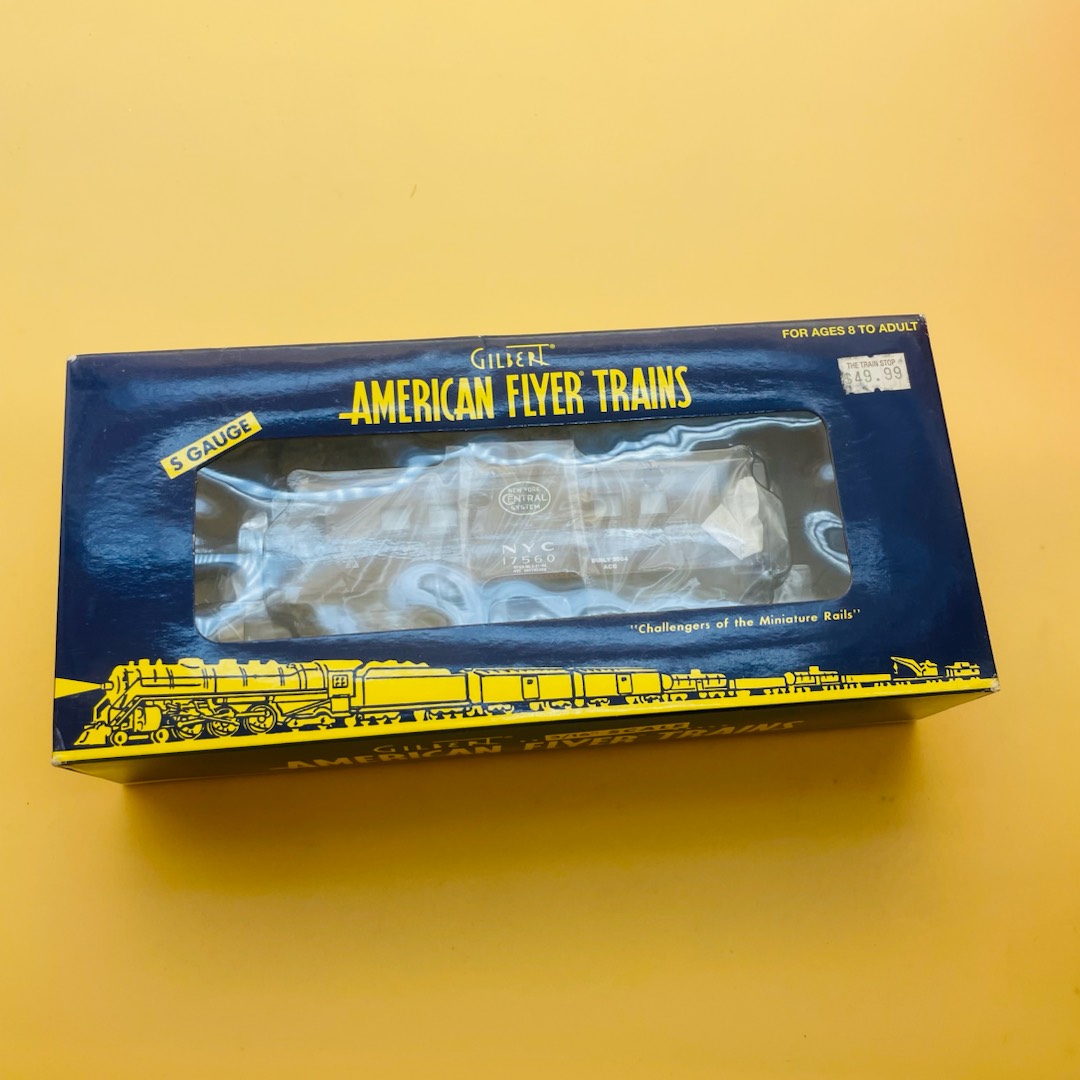 FOR AGES 8 TO ADULT
GILBERT®
AMERICAN FLYER® TRAINS
THE TRAIN STOP
$49.99
S GAUGE
NEW YORK
CENTRAL
SYSTEM
NYC
17560
ACG
"Challengers of the Miniature Rails"
GILBERT
AMERICAN FLYER TRAINS